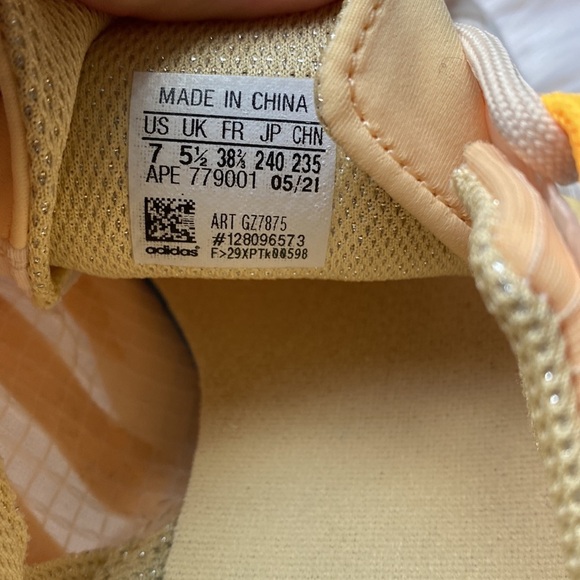 MADE IN CHINA
US UK FR JP CHN
7 5½ 38⅔ 240 235
APE 779001 05/21
ART GZ7875
#128096573
adidas F>29XPTk00598